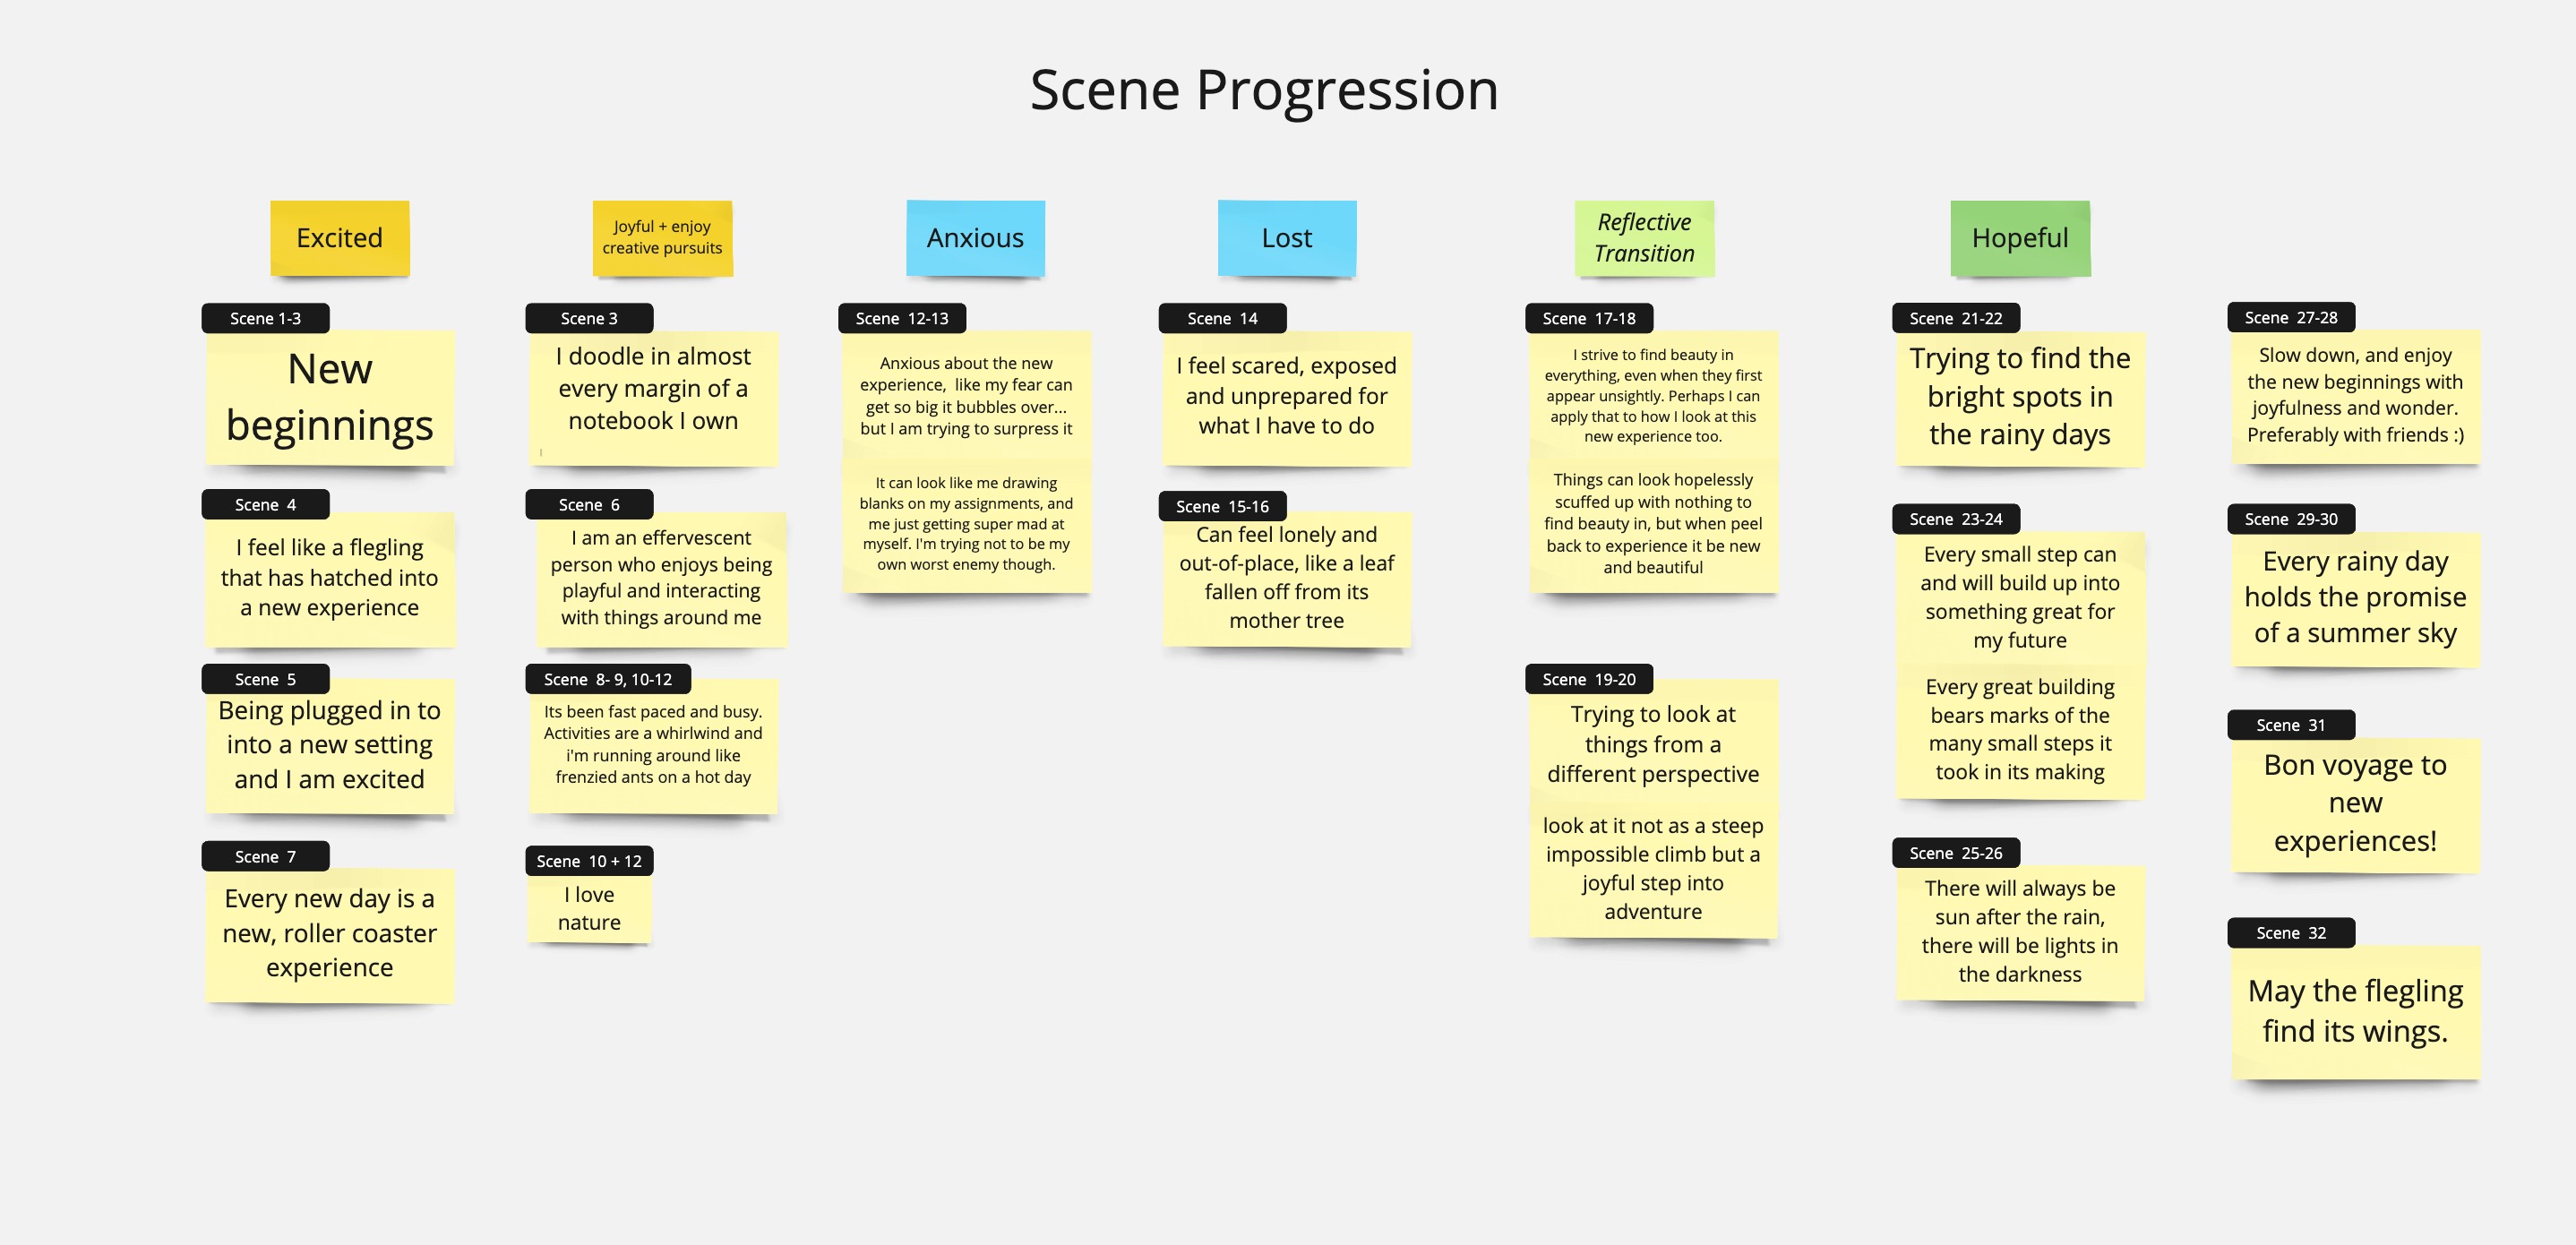 Scene Progression
Excited
Scene 1-3
New
beginnings
Scene 4
I feel like a flegling
that has hatched into
a new experience
Scene 5
Being plugged in to
into a new setting
and I am excited
Scene 7
Every new day is a
new, roller coaster
experience
Joyful + enjoy
creative pursuits
Scene 3
I doodle in almost
every margin of a
notebook I own
Scene 6
I am an effervescent
person who enjoys being
playful and interacting
with things around me
Scene 8- 9, 10-12
Its been fast paced and busy.
Activities are a whirlwind and
i'm running around like
frenzied ants on a hot day
Scene 10 + 12
I love
nature
Anxious
Scene 12-13
Anxious about the new
experience, like my fear can
get so big it bubbles over...
but I am trying to surpress it
It can look like me drawing
blanks on my assignments, and
me just getting super mad at
myself. I'm trying not to be my
own worst enemy though.
Lost
Scene 14
I feel scared, exposed
and unprepared for
what I have to do
Scene 15-16
Can feel lonely and
out-of-place, like a leaf
fallen off from its
mother tree
Reflective
Transition
Scene 17-18
I strive to find beauty in
everything, even when they first
appear unsightly. Perhaps I can
apply that to how I look at this
new experience too.
Things can look hopelessly
scuffed up with nothing to
find beauty in, but when peel
back to experience it be new
and beautiful
Scene 19-20
Trying to look at
things from a
different perspective
look at it not as a steep
impossible climb but a
joyful step into
adventure
Hopeful
Scene 21-22
Trying to find the
bright spots in
the rainy days
Scene 23-24
Every small step can
and will build up into
something great for
my future
Every great building
bears marks of the
many small steps it
took in its making
Scene 25-26
There will always be
sun after the rain,
there will be lights in
the darkness
Scene 27-28
Slow down, and enjoy
the new beginnings with
joyfulness and wonder.
Preferably with friends :)
Scene 29-30
Every rainy day
holds the promise
of a summer sky
Scene 31
Bon voyage to
new
experiences!
Scene 32
May the flegling
find its wings.